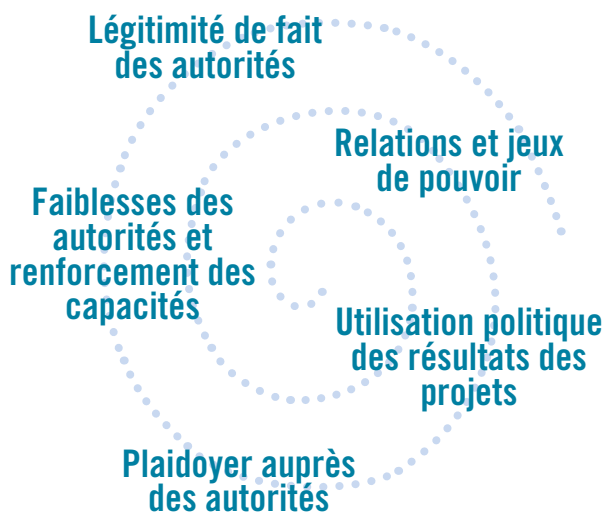 Légitimité de fait
des autorités
Relations et jeux
de pouvoir
Faiblesses des
autorités et
renforcement des
capacités
Utilisation politique
des résultats des
projets
Plaidoyer auprès
des autorités